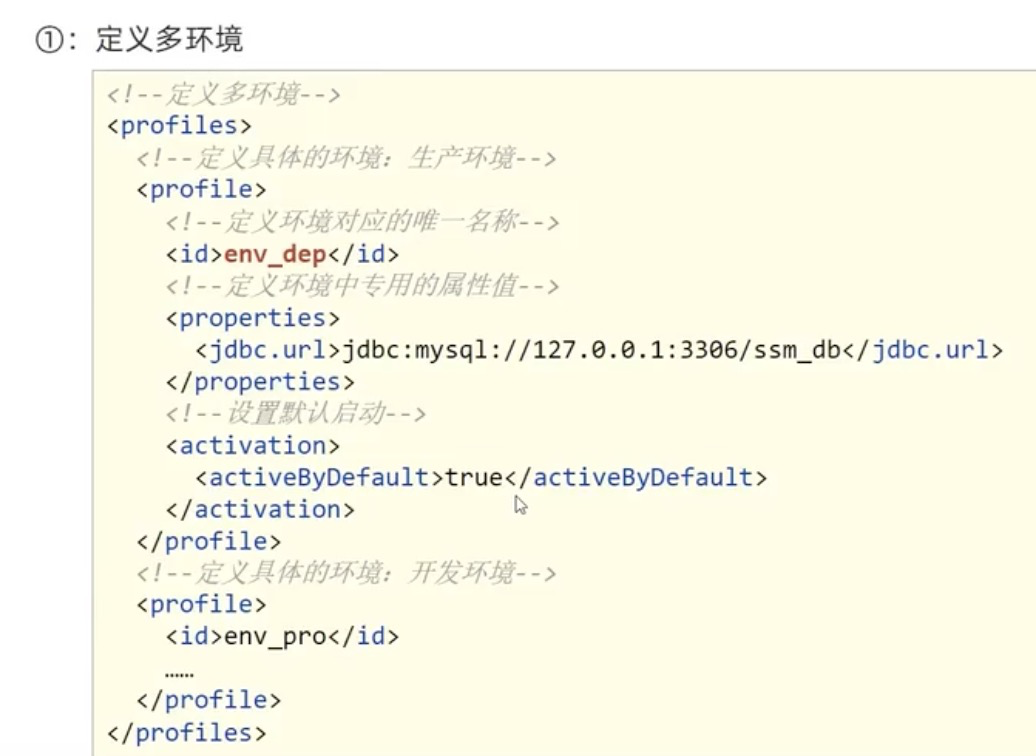 ①：定义多环境
<!--定义多环境-->
<profiles>
<!--定义具体的环境：生产环境-->
<profile>
<!--定义环境对应的唯一名称-->
<id>env_dep</id>
<!--定义环境中专用的属性值-->
<properties>
<jdbc.url>jdbc:mysql://127.0.0.1:3306/ssm_db</jdbc.url>
</properties>
<!--设置默认启动-->
<activation>
<activeByDefault>true</activeByDefault>
</activation>
</profile>
<!--定义具体的环境：开发环境-->
<profile>
<id>env_pro</id>
……
</profile>
</profiles>